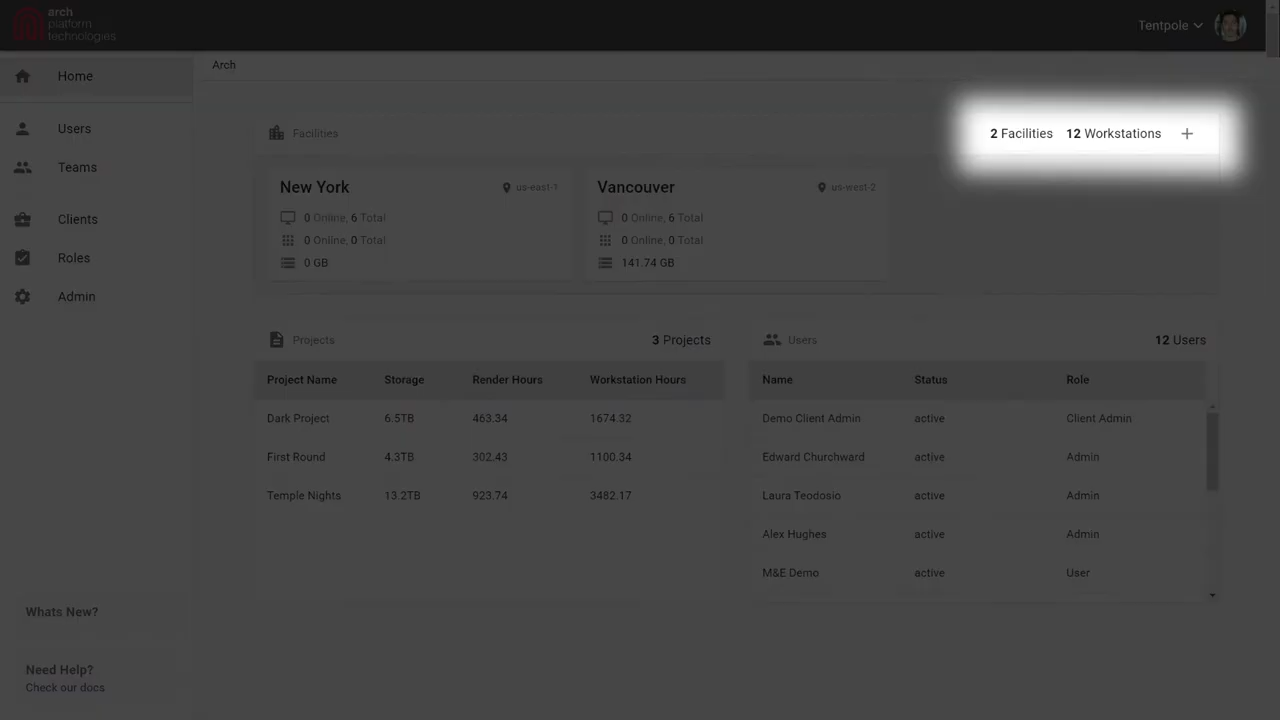 arch
platform
technologies
Tentpole
Home
Arch
Users
Teams
Clients
Roles
Admin
Facilities
2 Facilities 12 Workstations
New York us-east-1
0 Online, 6 Total
0 Online, 0 Total
0 GB
Vancouver us-west-2
0 Online, 6 Total
0 Online, 0 Total
141.74 GB
Projects 3 Projects
Project Name Storage Render Hours Workstation Hours
Dark Project 6.5TB 463.34 1674.32
First Round 4.3TB 302.43 1100.34
Temple Nights 13.2TB 923.74 3482.17
Users 12 Users
Name Status Role
Demo Client Admin active Client Admin
Edward Churchward active Admin
Laura Teodosio active Admin
Alex Hughes active Admin
M&E Demo active User
Whats New?
Need Help?
Check our docs